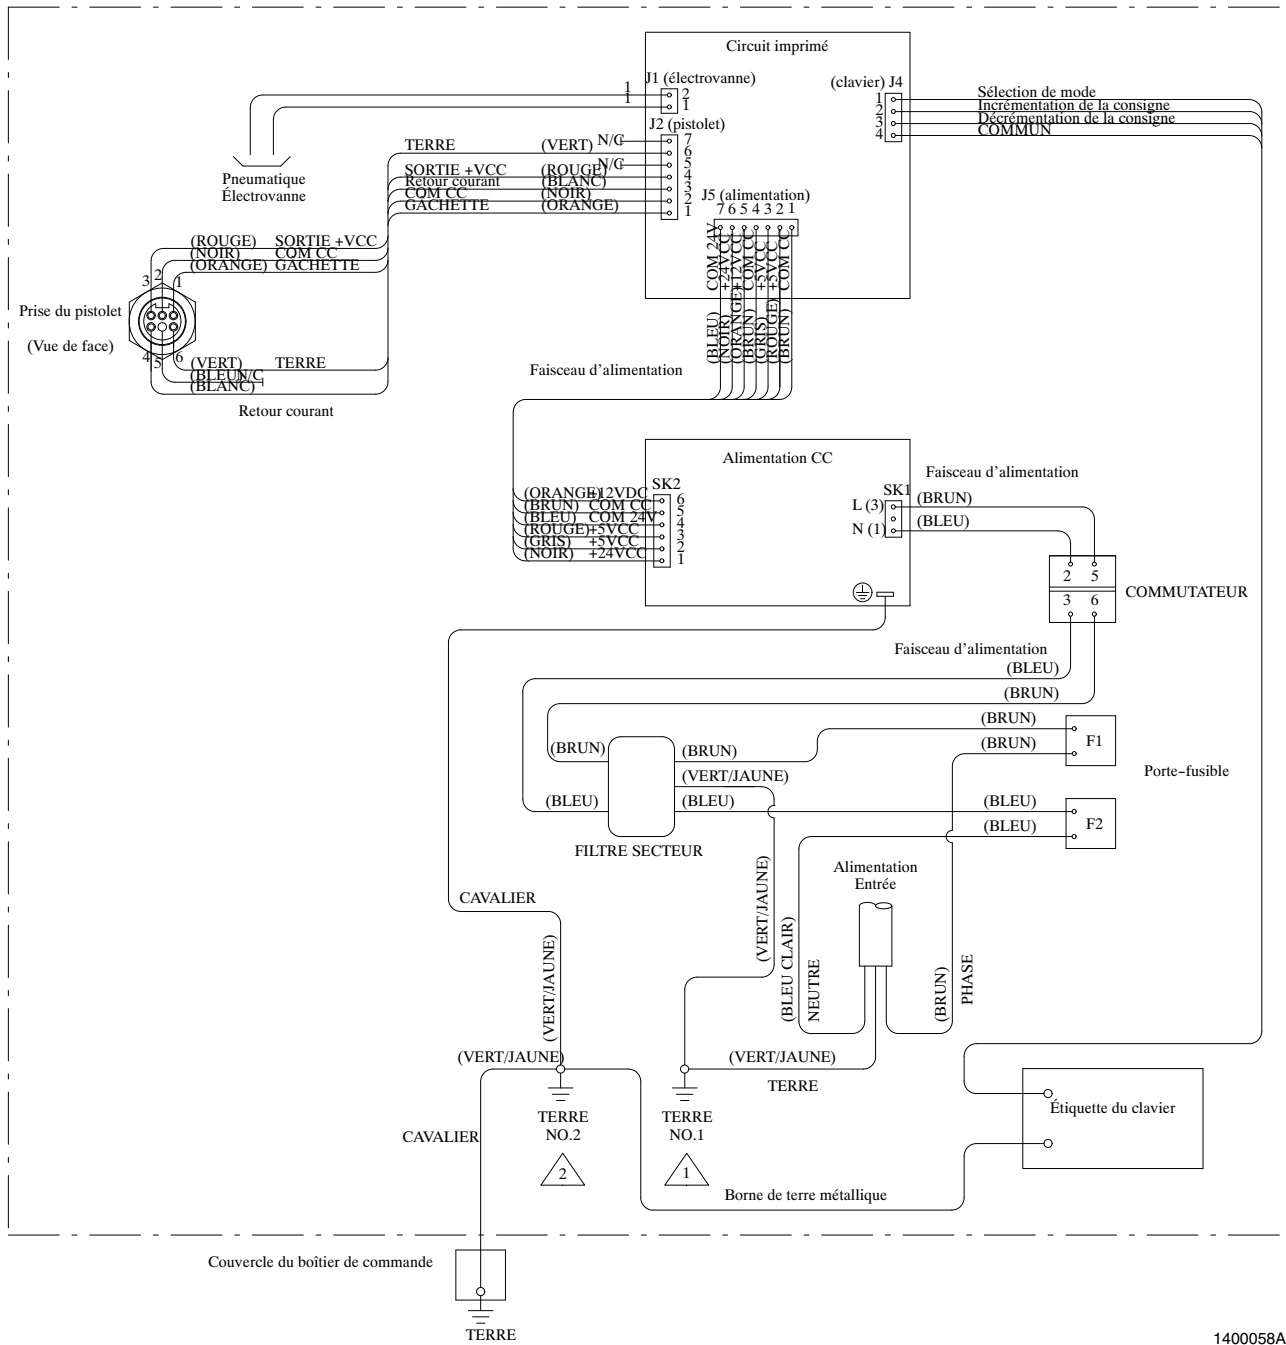 Circuit imprimé
J1 (électrovanne)
1
1
2
1
(clavier) J4
1
2
3
4
Sélection de mode
Incrémentation de la consigne
Décrémentation de la consigne
COMMUN
J2 (pistolet)
N/C 7
TERRE (VERT) 6
N/C 5
SORTIE +VCC (ROUGE) 4
Retour courant (BLANC) 3
COM CC (NOIR) 2
GÂCHETTE (ORANGE) 1
Pneumatique
Électrovanne
J5 (alimentation)
7 6 5 4 3 2 1
COM 24V
+24VCC
+12VCC
COM CC
+5VCC
+5VCC
COM CC
(BLEU)
(NOIR)
(ORANGE)
(BRUN)
(GRIS)
(ROUGE)
(BRUN)
(ROUGE) SORTIE +VCC
(NOIR) COM CC
(ORANGE) GÂCHETTE
3 2 1
Prise du pistolet
(Vue de face)
4 5 6
(VERT) TERRE
(BLEU N/C
(BLANC)
Retour courant
Faisceau d'alimentation
Alimentation CC
SK2
(ORANGE) +12VDC 6
(BRUN) COM CC 5
(BLEU) COM 24V 4
(ROUGE) +5VCC 3
(GRIS) +5VCC 2
(NOIR) +24VCC 1
Faisceau d'alimentation
SK1
L (3) (BRUN)
N (1) (BLEU)
2 5
3 6
COMMUTATEUR
Faisceau d'alimentation
(BLEU)
(BRUN)
(BRUN)
(BRUN)
F1
(BRUN)
(BRUN)
(VERT/JAUNE)
Porte-fusible
(BLEU)
(BLEU)
(BLEU)
(BLEU)
F2
FILTRE SECTEUR
Alimentation
Entrée
(VERT/JAUNE)
CAVALIER
(VERT/JAUNE)
(BLEU CLAIR)
NEUTRE
(BRUN)
PHASE
(VERT/JAUNE)
(VERT/JAUNE)
TERRE
TERRE
NO.2
TERRE
NO.1
2
1
CAVALIER
Étiquette du clavier
Borne de terre métallique
Couvercle du boîtier de commande
TERRE
1400058A